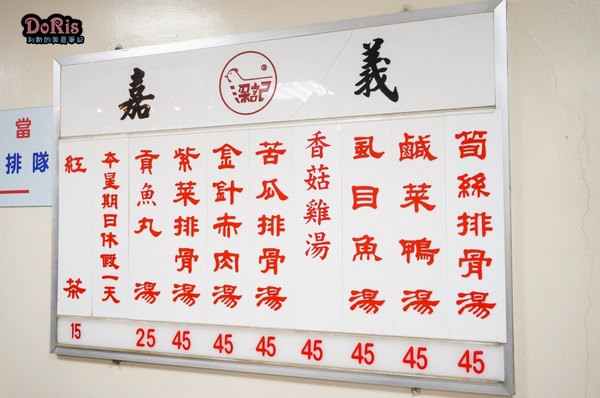 DoRis
嘉 義
梁記
®
當
排隊
筍絲排骨湯 45
鹹菜鴨湯 45
虱目魚湯 45
香菇雞湯 45
苦瓜排骨湯 45
金針赤肉湯 45
紫菜排骨湯 45
貢魚丸湯 25
本星期日休假一天
紅茶 15